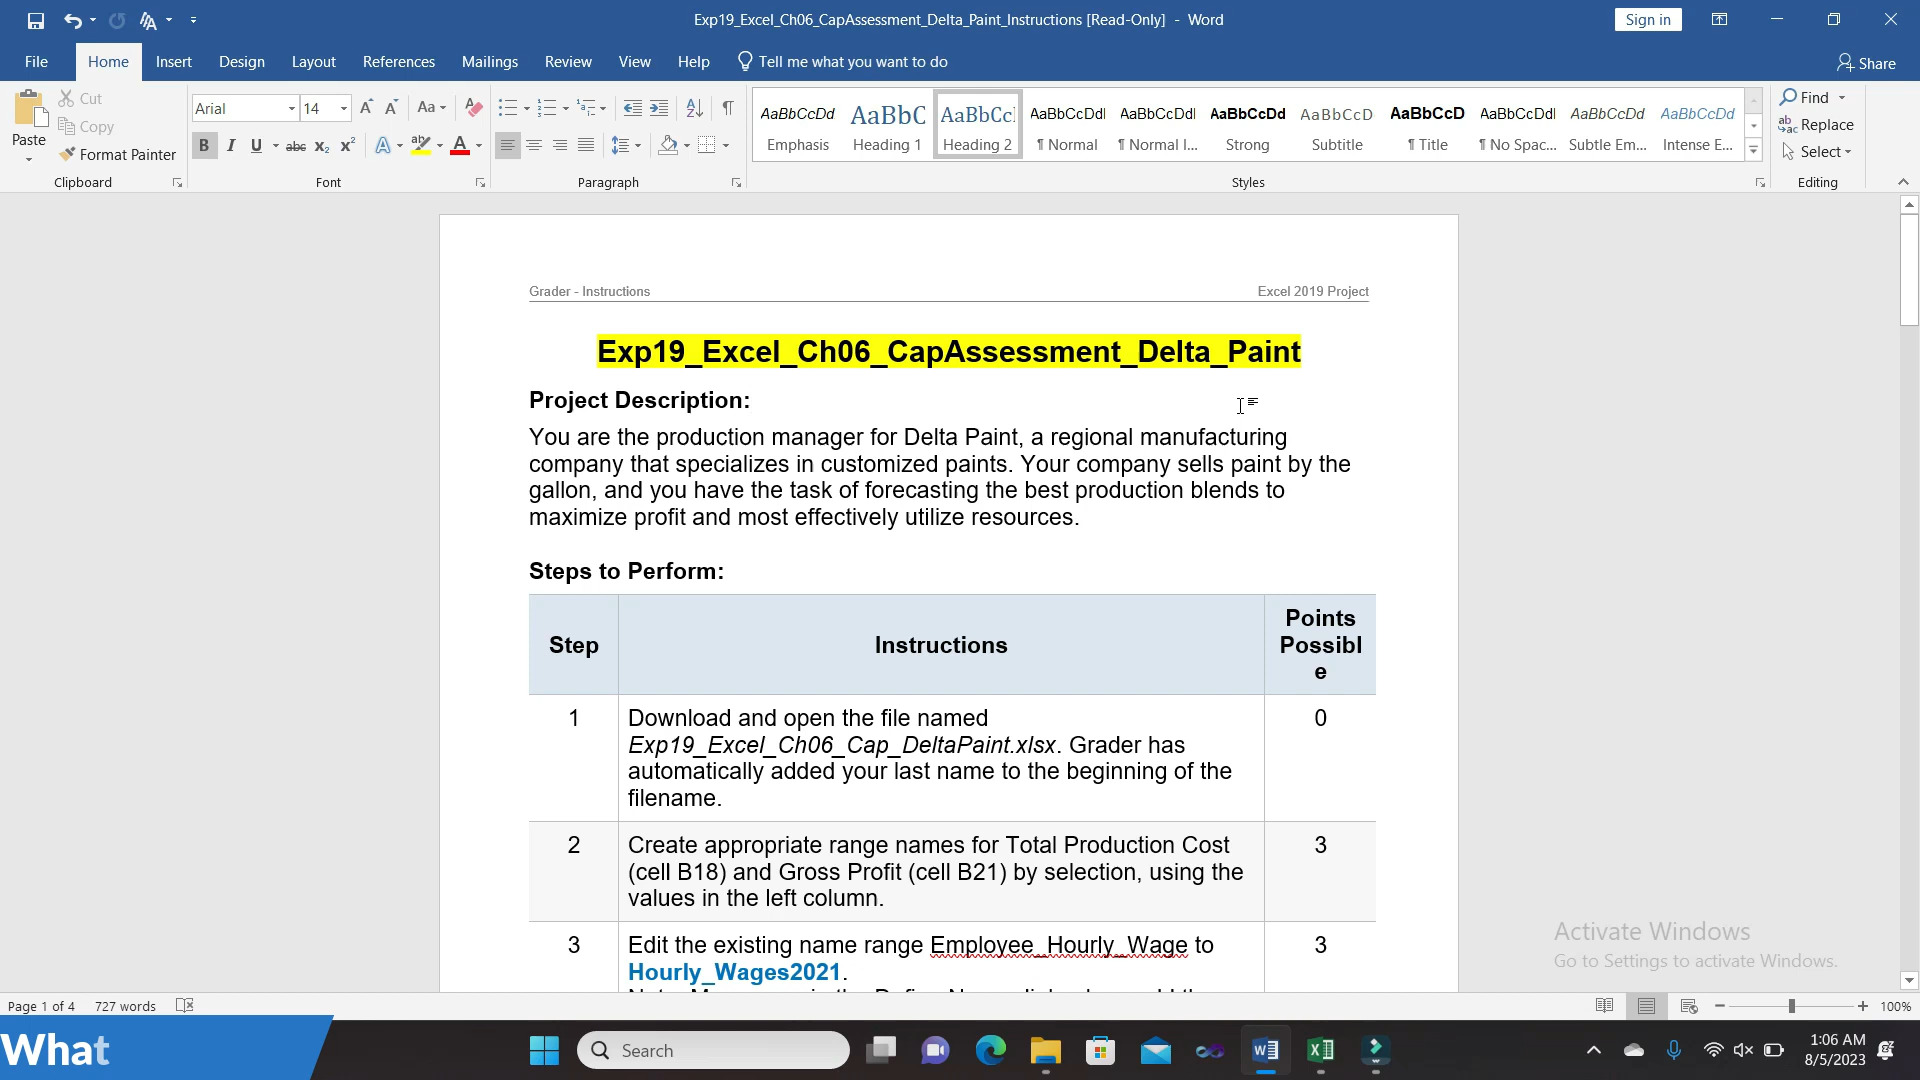 Exp19_Excel_Ch06_CapAssessment_Delta_Paint_Instructions [Read-Only] - Word
Sign in
File Home Insert Design Layout References Mailings Review View Help Tell me what you want to do
Share
Paste
Cut
Copy
Format Painter
Clipboard
Arial 14
Font
Paragraph
AaBbCcDd AaBbC AaBbCc AaBbCcDdI AaBbCcDdI AaBbCcDd AaBbCcD AaBbCcD AaBbCcDdI AaBbCcDd AaBbCcDd
Emphasis Heading 1 Heading 2 ¶ Normal ¶ Normal I... Strong Subtitle ¶ Title ¶ No Spac... Subtle Em... Intense E...
Styles
Find
Replace
Select
Editing
Grader - Instructions Excel 2019 Project
Exp19_Excel_Ch06_CapAssessment_Delta_Paint
Project Description:
You are the production manager for Delta Paint, a regional manufacturing
company that specializes in customized paints. Your company sells paint by the
gallon, and you have the task of forecasting the best production blends to
maximize profit and most effectively utilize resources.
Steps to Perform:
Step Instructions Points
Possibl
e
1 Download and open the file named 0
Exp19_Excel_Ch06_Cap_DeltaPaint.xlsx. Grader has
automatically added your last name to the beginning of the
filename.
2 Create appropriate range names for Total Production Cost 3
(cell B18) and Gross Profit (cell B21) by selection, using the
values in the left column.
3 Edit the existing name range Employee_Hourly_Wage to 3
Hourly_Wages2021.
Activate Windows
Go to Settings to activate Windows.
Page 1 of 4 727 words
100%
What
Search
1:06 AM
8/5/2023